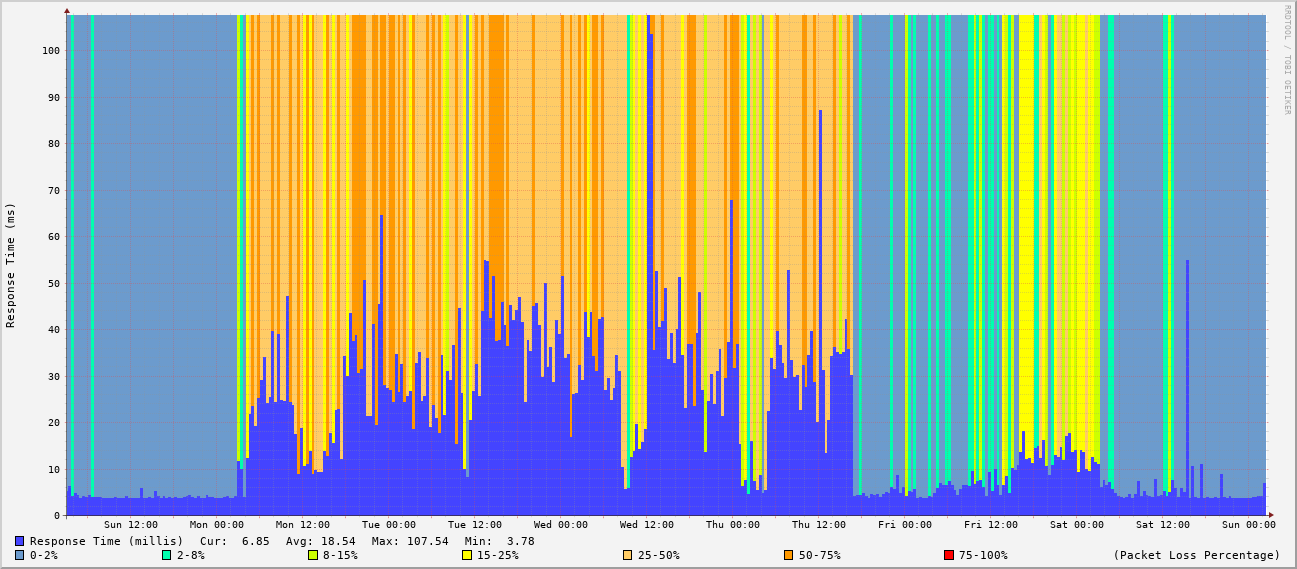 RRDTOOL / TOBI OETIKER
Response Time (ms)
100
90
80
70
60
50
40
30
20
10
0
Sun 12:00 Mon 00:00 Mon 12:00 Tue 00:00 Tue 12:00 Wed 00:00 Wed 12:00 Thu 00:00 Thu 12:00 Fri 00:00 Fri 12:00 Sat 00:00 Sat 12:00 Sun 00:00
Response Time (millis) Cur: 6.85 Avg: 18.54 Max: 107.54 Min: 3.78
0-2% 2-8% 8-15% 15-25% 25-50% 50-75% 75-100% (Packet Loss Percentage)